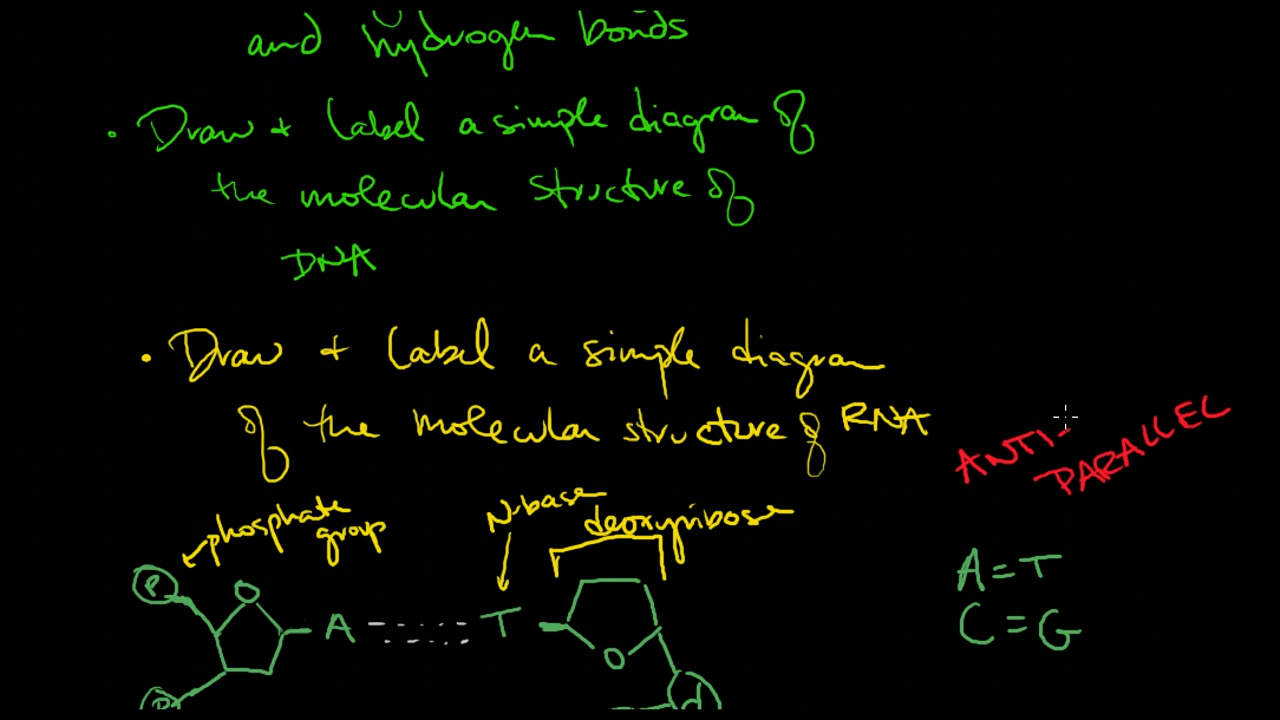 and hydrogen bonds
• Draw + Label a simple diagram of
the molecular structure of
DNA
• Draw + Label a simple diagram
of the molecular structure of RNA
ANTI-
PARALLEL
phosphate
group
N-base
deoxyribose
P O A T O
A=T
C=G
P